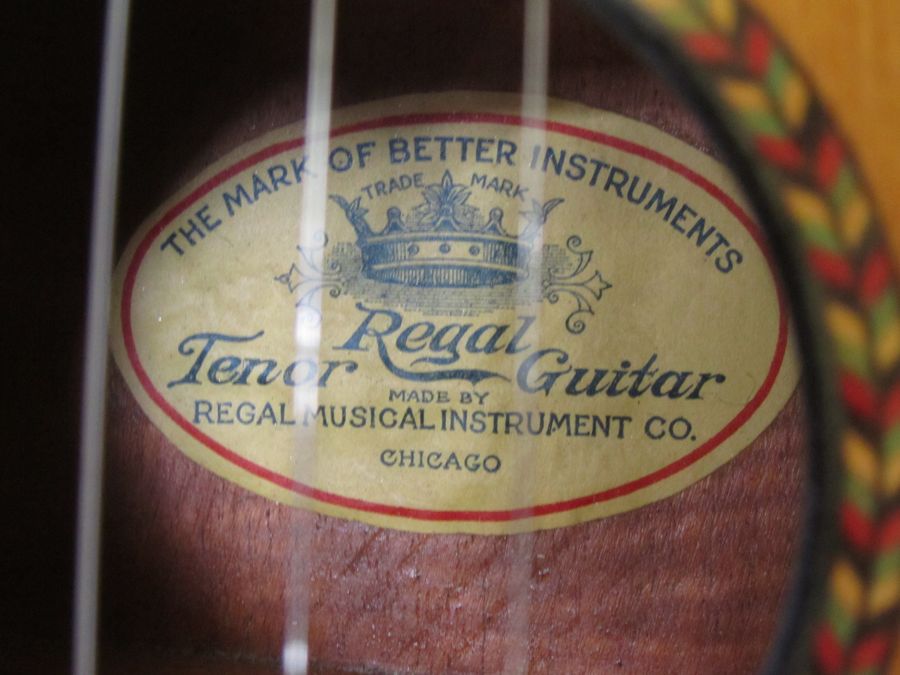 THE MARK OF BETTER INSTRUMENTS
TRADE MARK
Regal
Tenor Guitar
MADE BY
REGAL MUSICAL INSTRUMENT CO.
CHICAGO